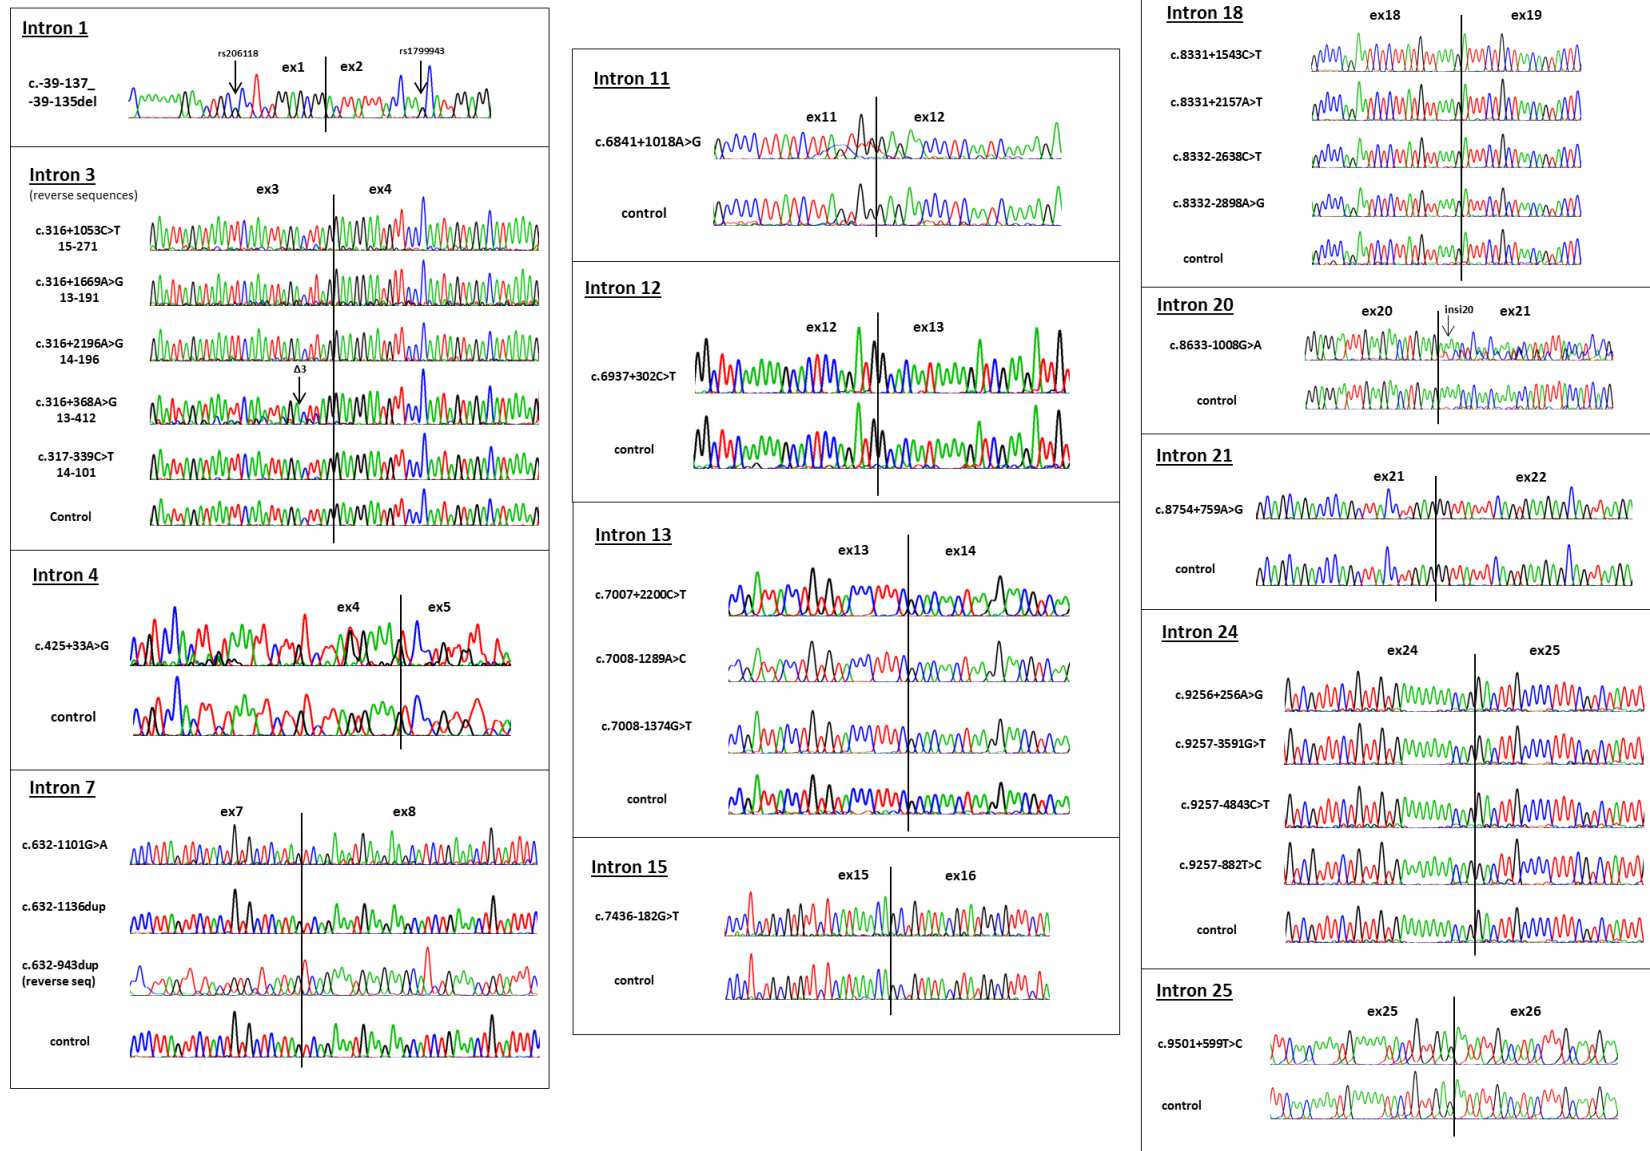 Intron 1
rs206118
rs1799943
ex1
ex2
c.-39-137_
-39-135del
Intron 3
(reverse sequences)
ex3
ex4
c.316+1053C>T
15-271
c.316+1669A>G
13-191
c.316+2196A>G
14-196
Δ3
c.316+368A>G
13-412
c.317-339C>T
14-101
Control
Intron 4
ex4
ex5
c.425+33A>G
control
Intron 7
ex7
ex8
c.632-1101G>A
c.632-1136dup
c.632-943dup
(reverse seq)
control
Intron 11
ex11
ex12
c.6841+1018A>G
control
Intron 12
ex12
ex13
c.6937+302C>T
control
Intron 13
ex13
ex14
c.7007+2200C>T
c.7008-1289A>C
c.7008-1374G>T
control
Intron 15
ex15
ex16
c.7436-182G>T
control
Intron 18
ex18
ex19
c.8331+1543C>T
c.8331+2157A>T
c.8332-2638C>T
c.8332-2898A>G
control
Intron 20
ex20
insi20
ex21
c.8633-1008G>A
control
Intron 21
ex21
ex22
c.8754+759A>G
control
Intron 24
ex24
ex25
c.9256+256A>G
c.9257-3591G>T
c.9257-4843C>T
c.9257-882T>C
control
Intron 25
ex25
ex26
c.9501+599T>C
control